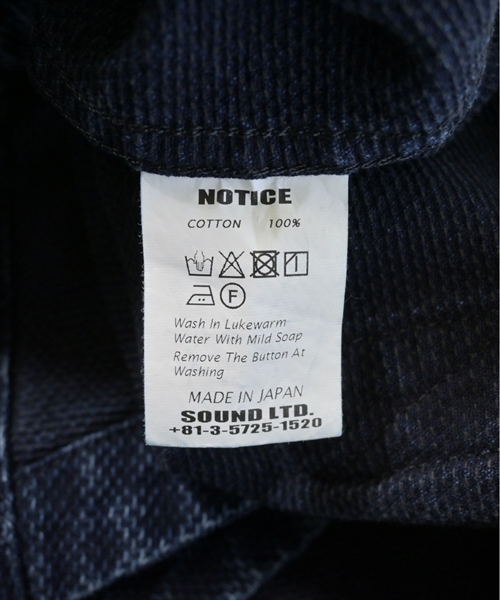 NOTICE
COTTON 100%
F
Wash In Lukewarm
Water With Mild Soap
Remove The Button At
Washing
MADE IN JAPAN
SOUND LTD.
+81-3-5725-1520